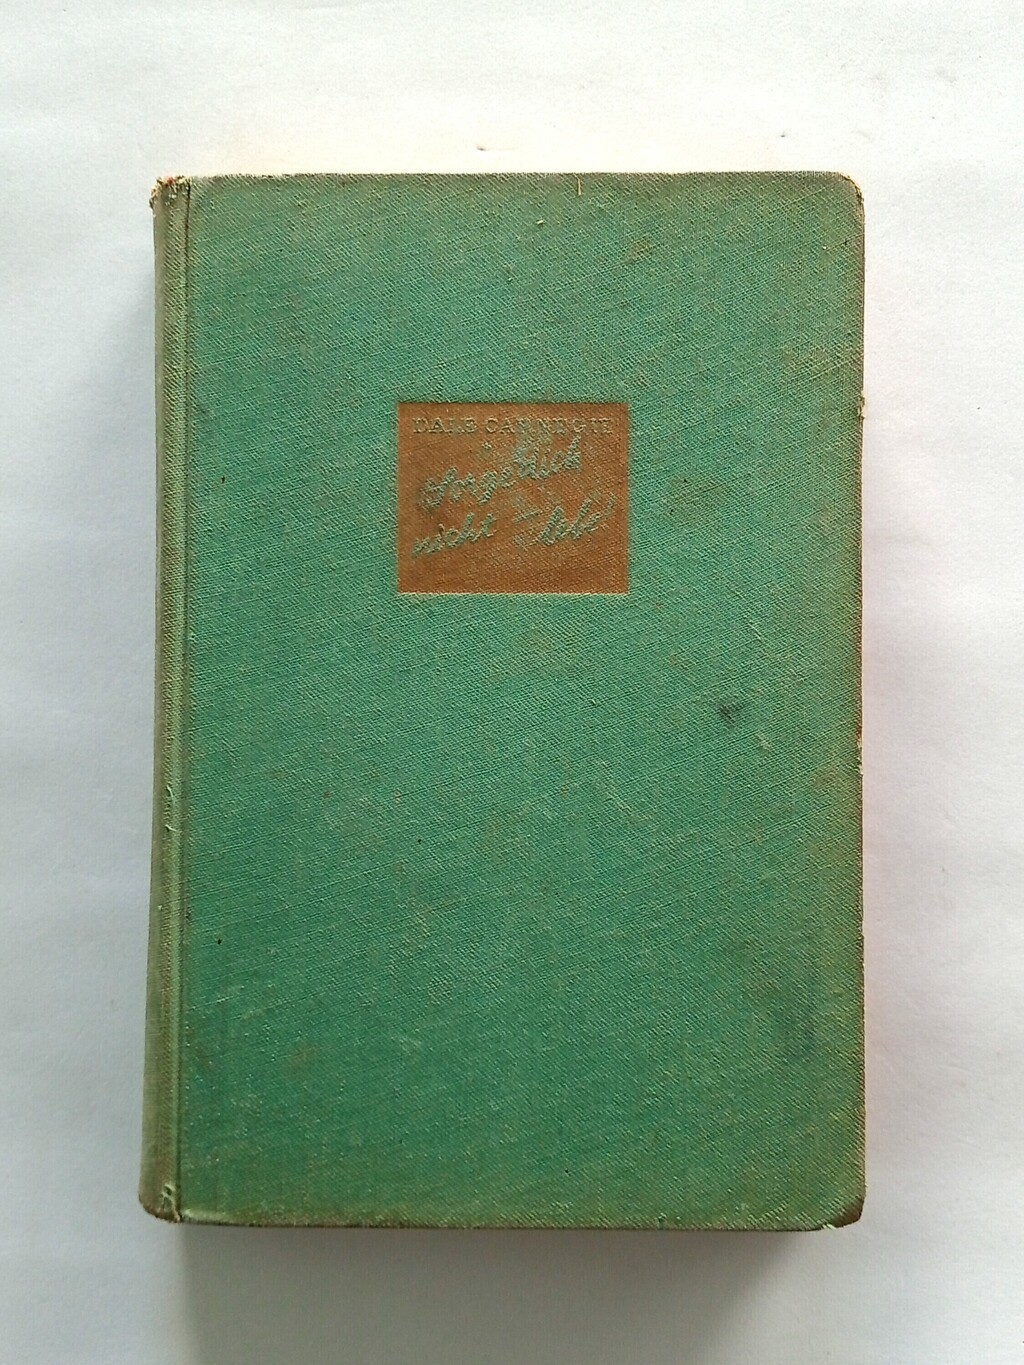 DALE CARNEGIE
Sorge dich
nicht - lebe!